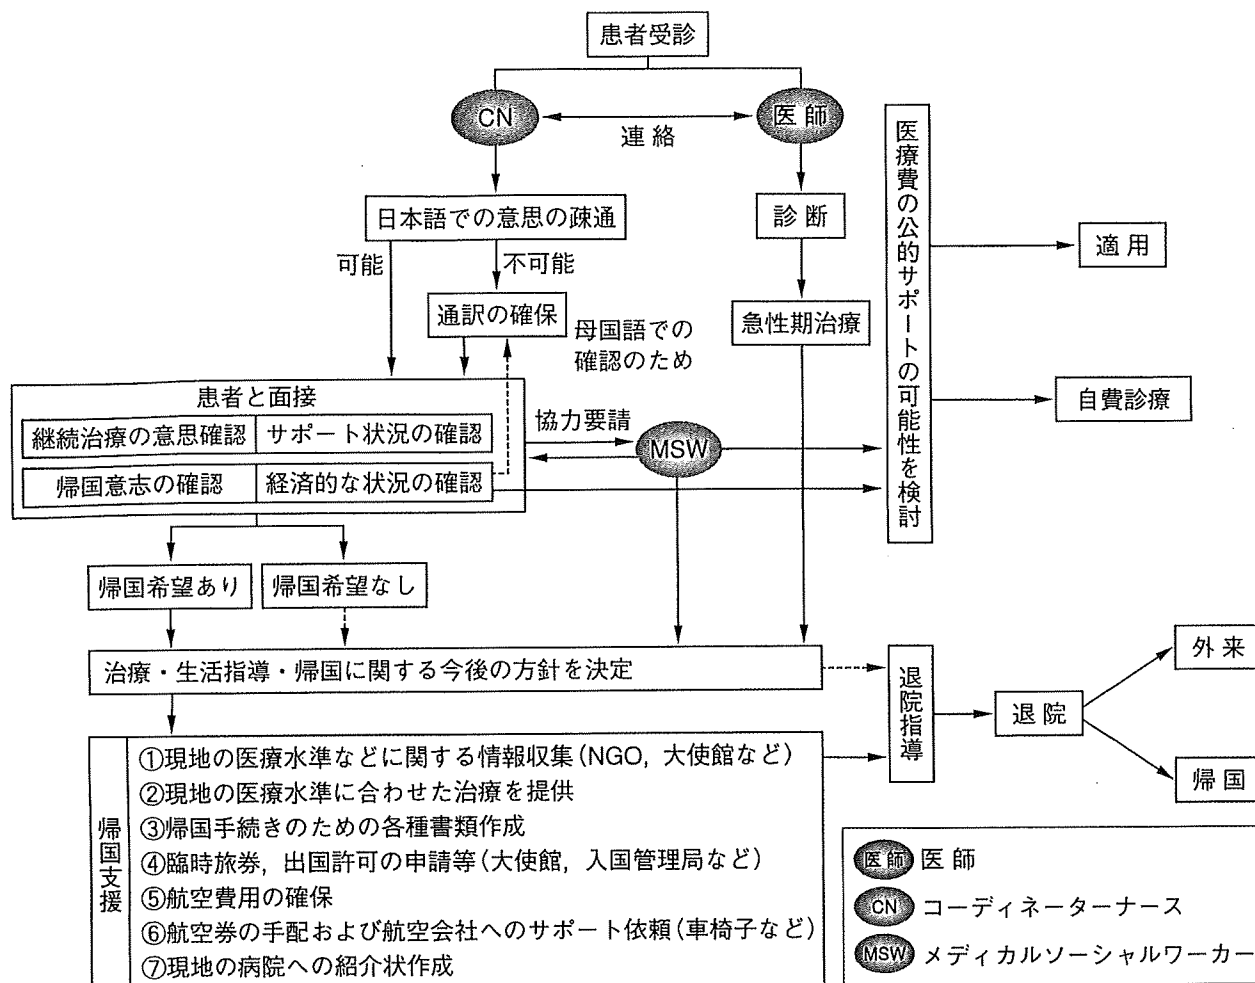 患者受診
CN
医師
連絡
日本語での意思の疎通
診断
可能
不可能
通訳の確保
母国語での
確認のため
急性期治療
医療費の公的サポートの可能性を検討
適用
自費診療
患者と面接
継続治療の意思確認
サポート状況の確認
帰国意志の確認
経済的な状況の確認
協力要請
MSW
帰国希望あり
帰国希望なし
治療・生活指導・帰国に関する今後の方針を決定
退院指導
退院
外来
帰国
帰国支援
①現地の医療水準などに関する情報収集(NGO, 大使館など)
②現地の医療水準に合わせた治療を提供
③帰国手続きのための各種書類作成
④臨時旅券, 出国許可の申請等(大使館, 入国管理局など)
⑤航空費用の確保
⑥航空券の手配および航空会社へのサポート依頼(車椅子など)
⑦現地の病院への紹介状作成
医師 医師
CN コーディネーターナース
MSW メディカルソーシャルワーカー